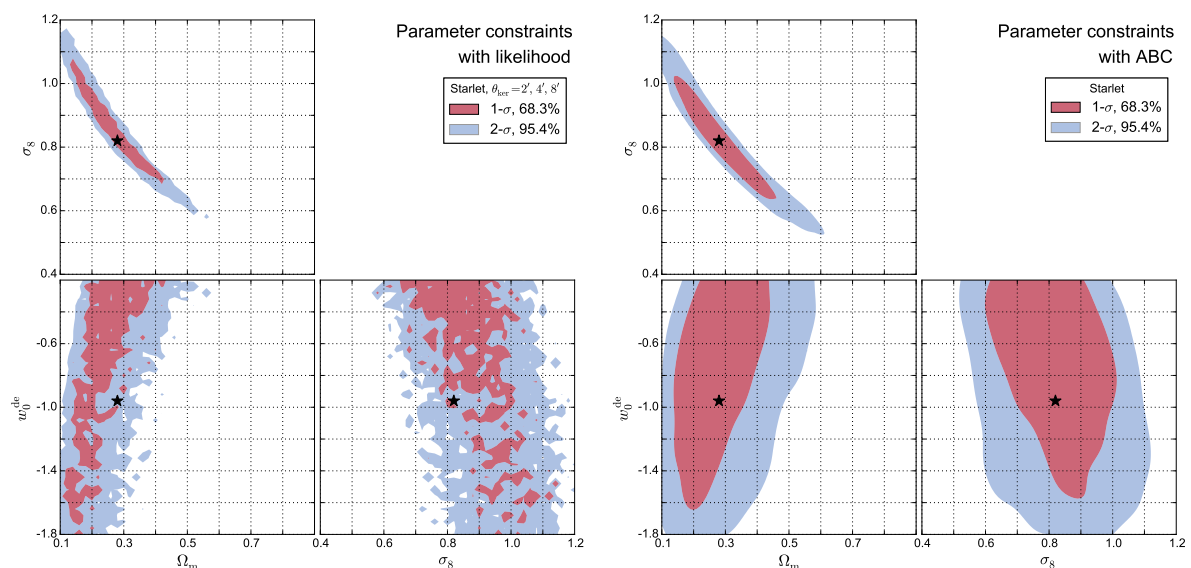 Parameter constraints
with likelihood
Starlet, θker=2′, 4′, 8′
1-σ, 68.3%
2-σ, 95.4%
1.2
1.0
0.8
0.6
0.4
σ8
-0.6
-1.0
-1.4
-1.8
w0de
0.1 0.3 0.5 0.7 0.4 0.6 0.8 1.0 1.2
Ωm σ8
Parameter constraints
with ABC
Starlet
1-σ, 68.3%
2-σ, 95.4%
1.2
1.0
0.8
0.6
0.4
σ8
-0.6
-1.0
-1.4
-1.8
w0de
0.1 0.3 0.5 0.7 0.4 0.6 0.8 1.0 1.2
Ωm σ8